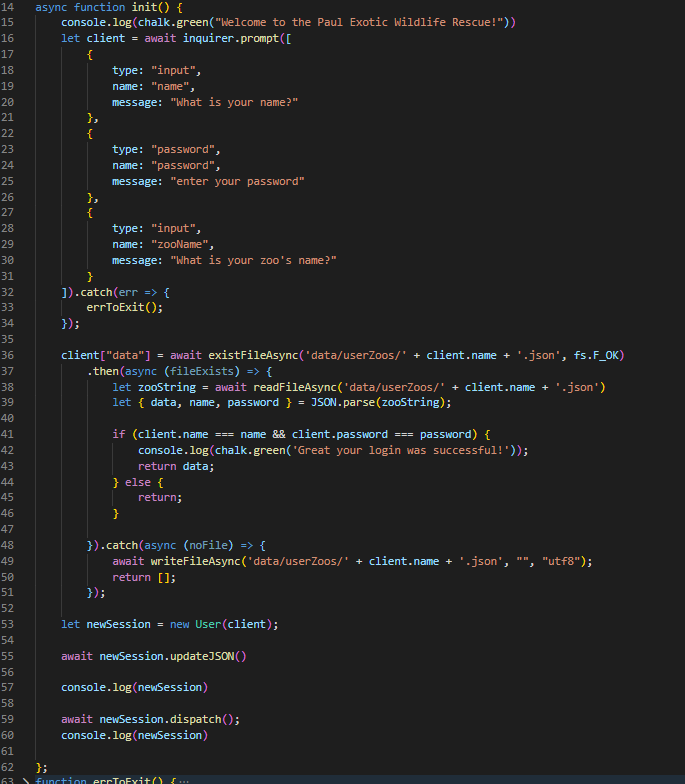 14 async function init() {
15     console.log(chalk.green("Welcome to the Paul Exotic Wildlife Rescue!"))
16     let client = await inquirer.prompt([
17         {
18             type: "input",
19             name: "name",
20             message: "What is your name?"
21         },
22         {
23             type: "password",
24             name: "password",
25             message: "enter your password"
26         },
27         {
28             type: "input",
29             name: "zooName",
30             message: "What is your zoo's name?"
31         }
32     ]).catch(err => {
33         errToExit();
34     });
35
36     client["data"] = await existFileAsync('data/userZoos/' + client.name + '.json', fs.F_OK)
37         .then(async (fileExists) => {
38             let zooString = await readFileAsync('data/userZoos/' + client.name + '.json')
39             let { data, name, password } = JSON.parse(zooString);
40
41             if (client.name === name && client.password === password) {
42                 console.log(chalk.green('Great your login was successful!'));
43                 return data;
44             } else {
45                 return;
46             }
47
48         }).catch(async (noFile) => {
49             await writeFileAsync('data/userZoos/' + client.name + '.json', "", "utf8");
50             return [];
51         });
52
53     let newSession = new User(client);
54
55     await newSession.updateJSON()
56
57     console.log(newSession)
58
59     await newSession.dispatch();
60     console.log(newSession)
61
62 };
63 function errToExit() { ···